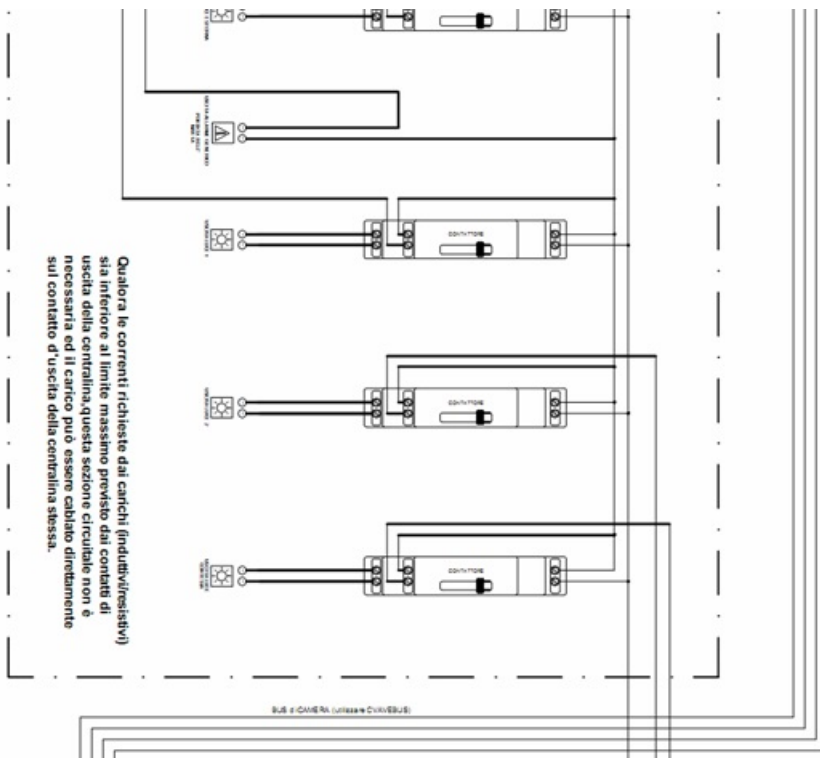 CONTATTORE
CONTATTORE
CONTATTORE
Qualora le correnti richieste dai carichi (induttivi/resistivi)
sia inferiore al limite massimo previsto dai contatti di
uscita della centralina,questa sezione circuitale non è
necessaria ed il carico può essere cablato direttamente
sul contatto d'uscita della centralina stessa.
BUS di CAMERA (utilizzare CVAVEBUS)